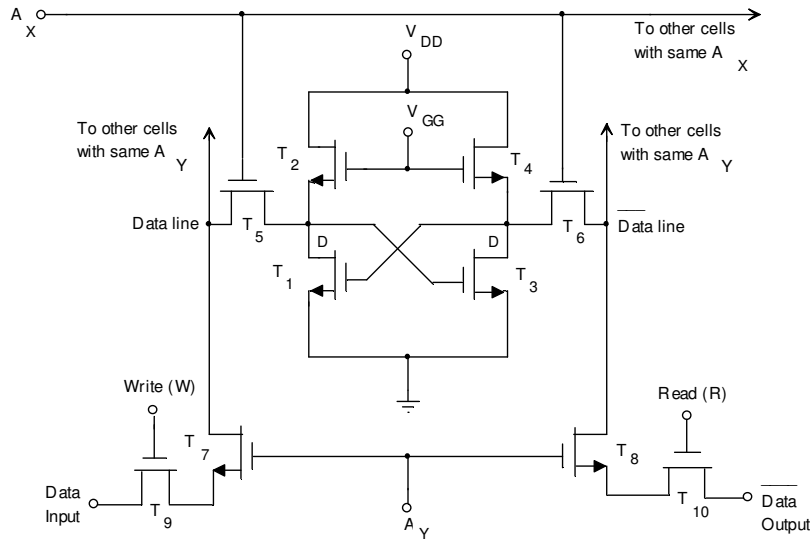 A X
To other cells
with same A X
V DD
V GG
To other cells
with same A Y
To other cells
with same A Y
T 2
T 4
Data line
T 5
D
D
T 6
Data line
T 1
T 3
Write (W)
Read (R)
T 7
T 8
Data
Input
T 9
A Y
T 10
Data
Output